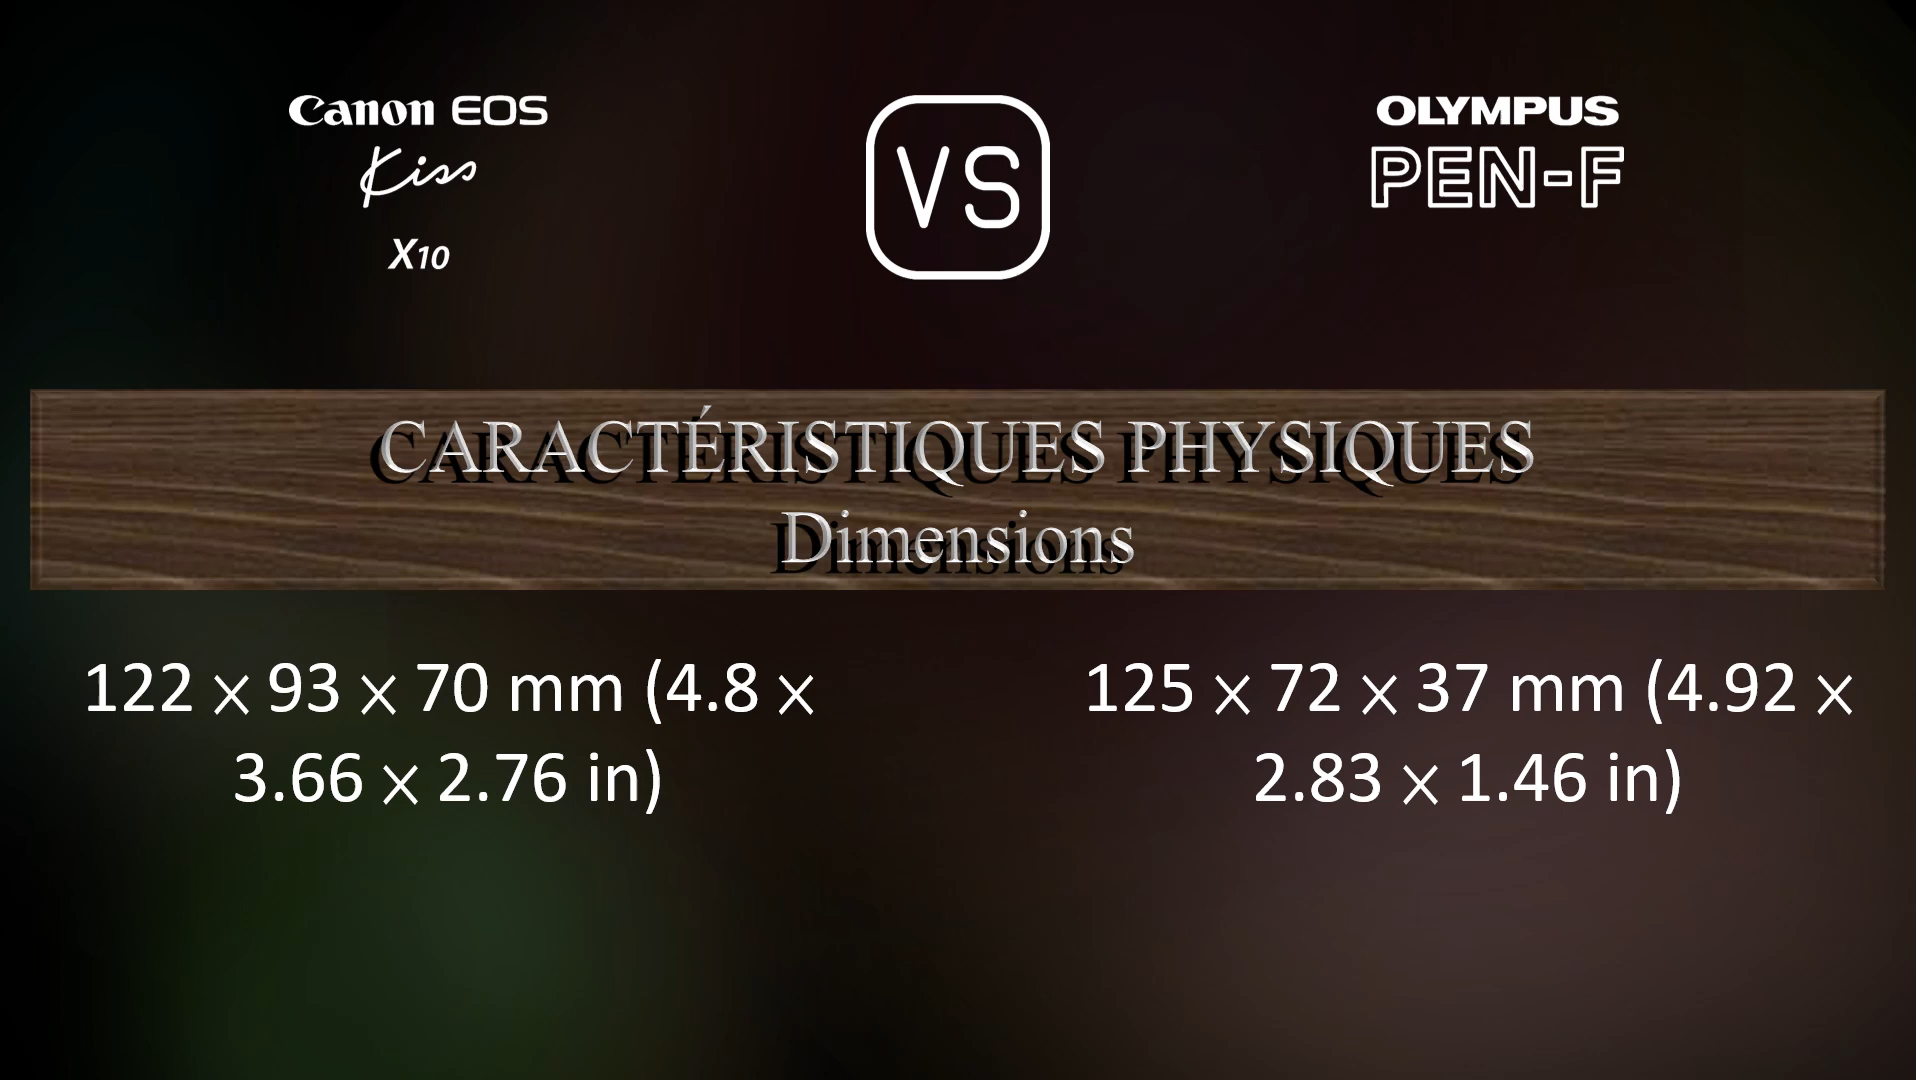 Canon EOS
Kiss
X10
VS
OLYMPUS
PEN-F
CARACTÉRISTIQUES PHYSIQUES
Dimensions
122 x 93 x 70 mm (4.8 x
3.66 x 2.76 in)
125 x 72 x 37 mm (4.92 x
2.83 x 1.46 in)